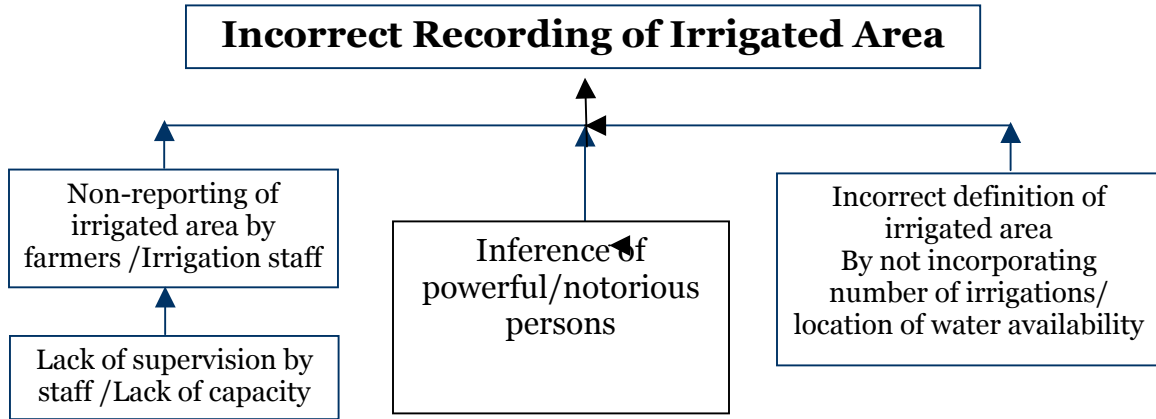 Incorrect Recording of Irrigated Area
Non-reporting of
irrigated area by
farmers /Irrigation staff
Inference of
powerful/notorious
persons
Incorrect definition of
irrigated area
By not incorporating
number of irrigations/
location of water availability
Lack of supervision by
staff /Lack of capacity